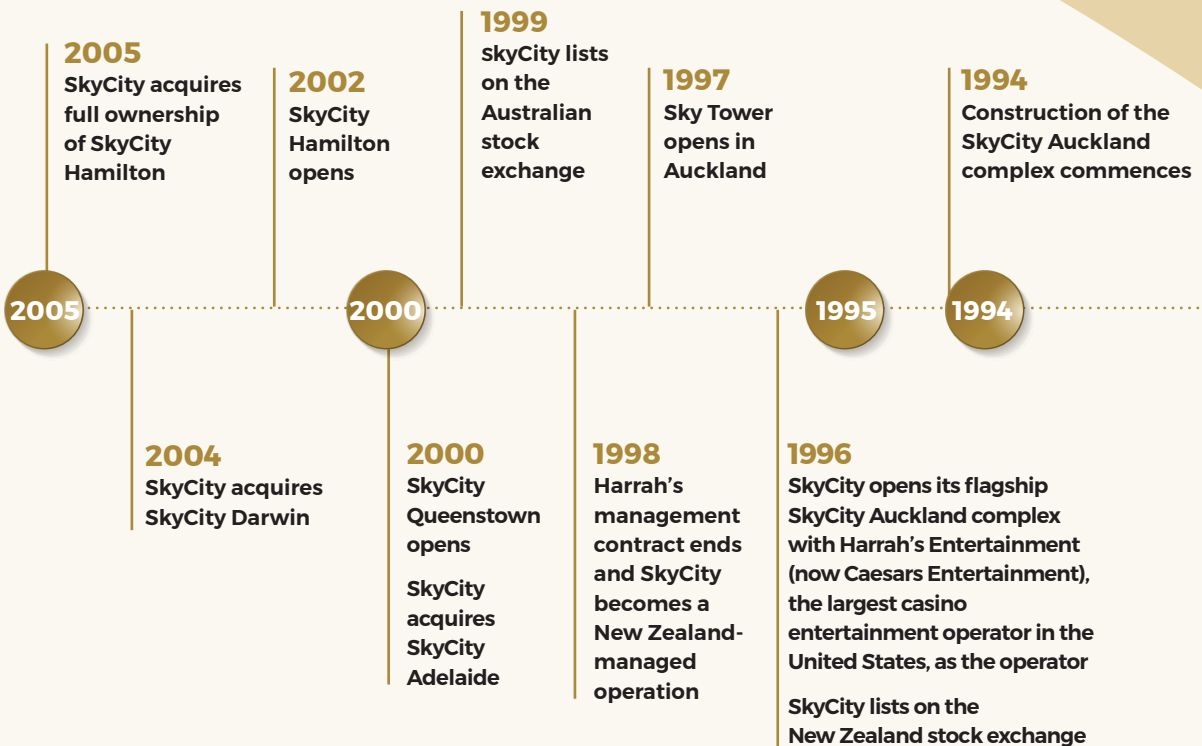 2005
SkyCity acquires
full ownership
of SkyCity
Hamilton
2002
SkyCity
Hamilton
opens
1999
SkyCity lists
on the
Australian
stock
exchange
1997
Sky Tower
opens in
Auckland
1994
Construction of the
SkyCity Auckland
complex commences
2005
2000
1995
1994
2004
SkyCity acquires
SkyCity Darwin
2000
SkyCity
Queenstown
opens
SkyCity
acquires
SkyCity
Adelaide
1998
Harrah's
management
contract ends
and SkyCity
becomes a
New Zealand-
managed
operation
1996
SkyCity opens its flagship
SkyCity Auckland complex
with Harrah's Entertainment
(now Caesars Entertainment),
the largest casino
entertainment operator in the
United States, as the operator
SkyCity lists on the
New Zealand stock exchange